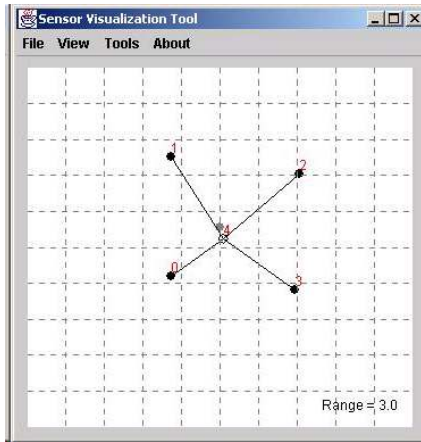 Sensor Visualization Tool
File View Tools About
1
2
4
0
3
Range = 3.0